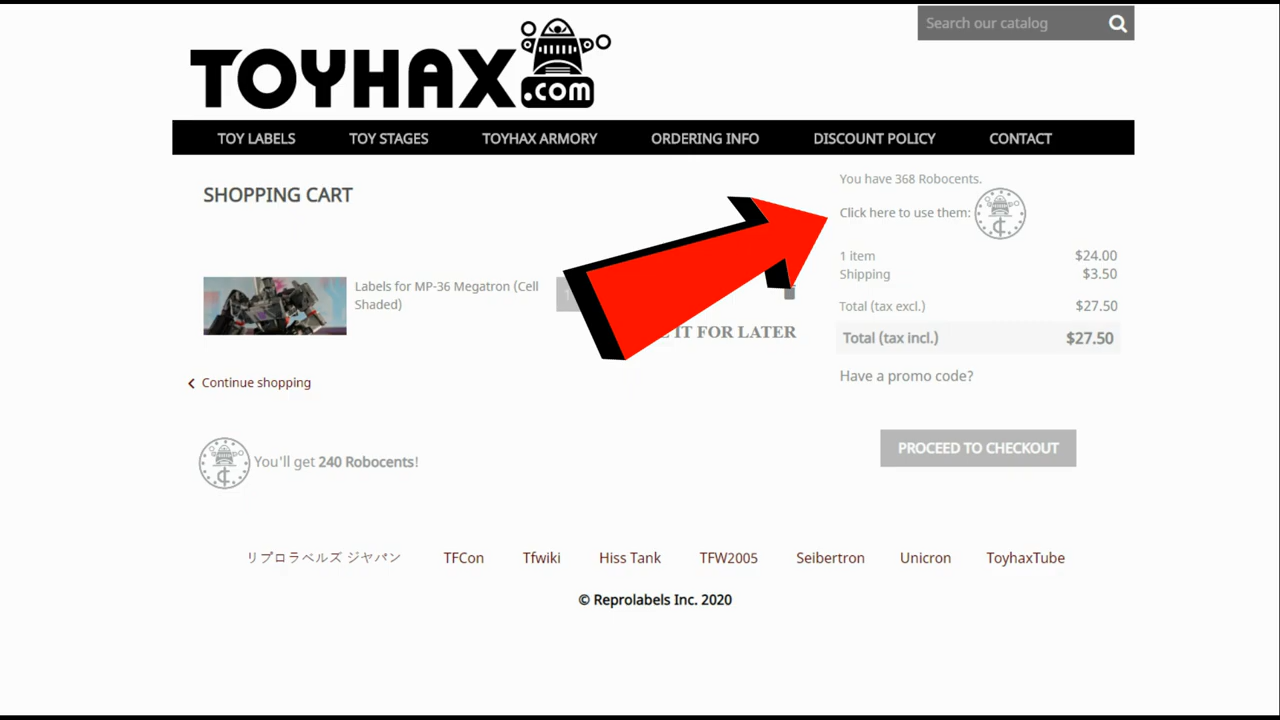 Search our catalog
TOYHAX
.com
TOY LABELS TOY STAGES TOYHAX ARMORY ORDERING INFO DISCOUNT POLICY CONTACT
SHOPPING CART
Labels for MP-36 Megatron (Cell
Shaded)
IT FOR LATER
Continue shopping
You'll get 240 Robocents!
You have 368 Robocents.
Click here to use them:
1 item $24.00
Shipping $3.50
Total (tax excl.) $27.50
Total (tax incl.) $27.50
Have a promo code?
PROCEED TO CHECKOUT
リプロラベルズ ジャパン TFCon Tfwiki Hiss Tank TFW2005 Seibertron Unicron ToyhaxTube
© Reprolabels Inc. 2020